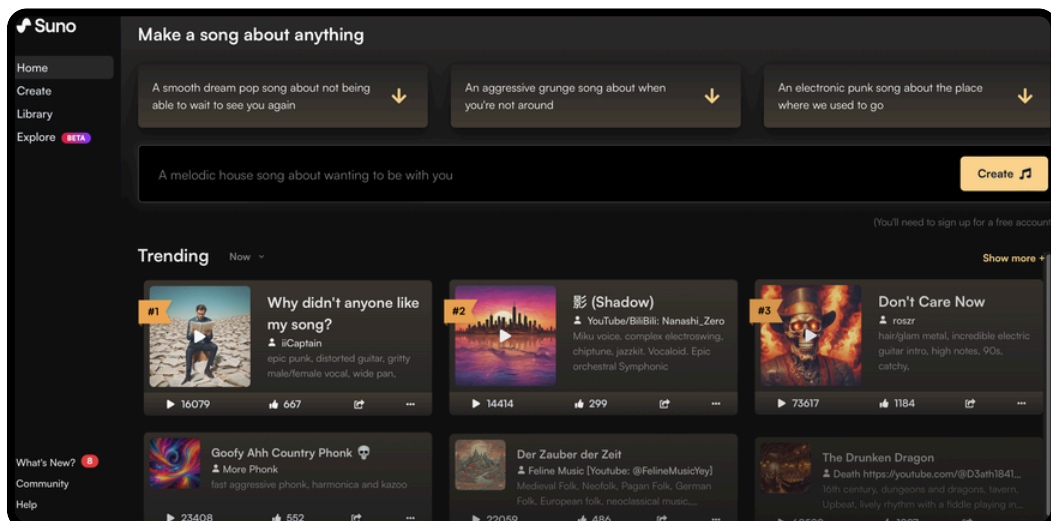 Suno
Home
Create
Library
Explore BETA
What's New? 8
Community
Help
Make a song about anything
A smooth dream pop song about not being
able to wait to see you again
An aggressive grunge song about when
you're not around
An electronic punk song about the place
where we used to go
A melodic house song about wanting to be with you
Create
(You'll need to sign up for a free account
Trending
Now
Show more +
#1
Why didn't anyone like
my song?
iiCaptain
epic punk, distorted guitar, gritty
male/female vocal, wide pan,
16079
667
#2
影 (Shadow)
YouTube/BiliBili: Nanashi_Zero
Miku voice, complex electroswing,
chiptune, jazzkit. Vocaloid. Epic
orchestral Symphonic
14414
299
#3
Don't Care Now
roszr
hair/glam metal, incredible electric
guitar intro, high notes, 90s,
catchy,
73617
1184
Goofy Ahh Country Phonk 💀
More Phonk
fast aggressive phonk, harmonica and kazoo
23408
552
Der Zauber der Zeit
Feline Music [Youtube: @FelineMusicYey]
Medieval Folk, Neofolk, Pagan Folk, German
Folk, European folk, neoclassical music,...
22059
486
The Drunken Dragon
Death https://youtube.com/@D3ath1841_...
16th century, dungeons and dragons, tavern,
Upbeat, lively rhythm with a fiddle playing in...